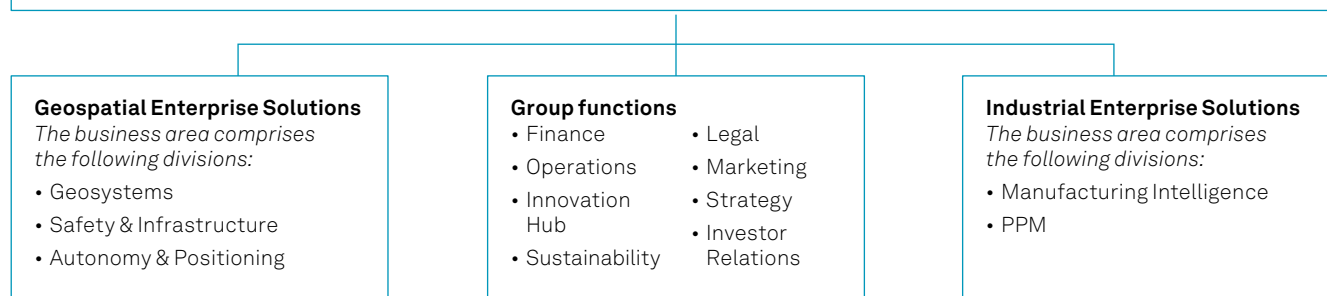 Geospatial Enterprise Solutions
The business area comprises
the following divisions:
• Geosystems
• Safety & Infrastructure
• Autonomy & Positioning
Group functions
• Finance
• Operations
• Innovation
Hub
• Sustainability
• Legal
• Marketing
• Strategy
• Investor
Relations
Industrial Enterprise Solutions
The business area comprises
the following divisions:
• Manufacturing Intelligence
• PPM